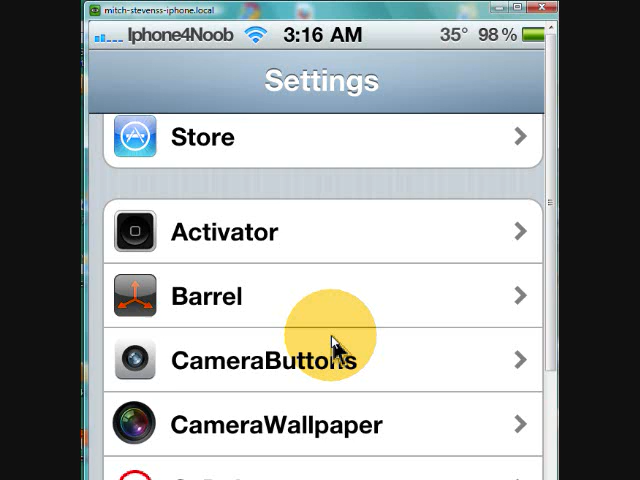 mitch-stevenss-iphone.local
Iphone4Noob 3:16 AM 35° 98%
Settings
Store
Activator
Barrel
CameraButtons
CameraWallpaper